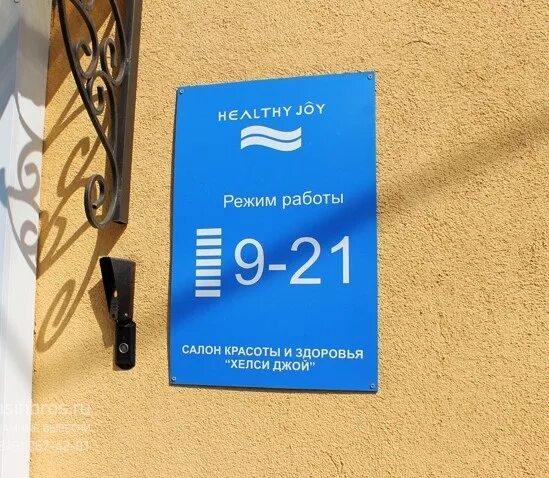 HEALTHY JOY
Режим работы
9-21
САЛОН КРАСОТЫ И ЗДОРОВЬЯ
“ХЕЛСИ ДЖОЙ”